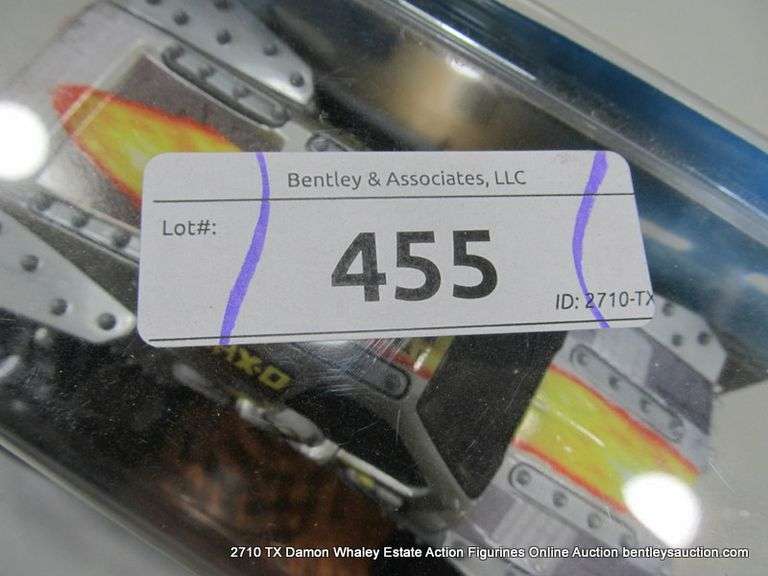 Bentley & Associates, LLC
Lot#:
455
ID: 2710-TX
MX-D
2710 TX Damon Whaley Estate Action Figurines Online Auction bentleysauction.com